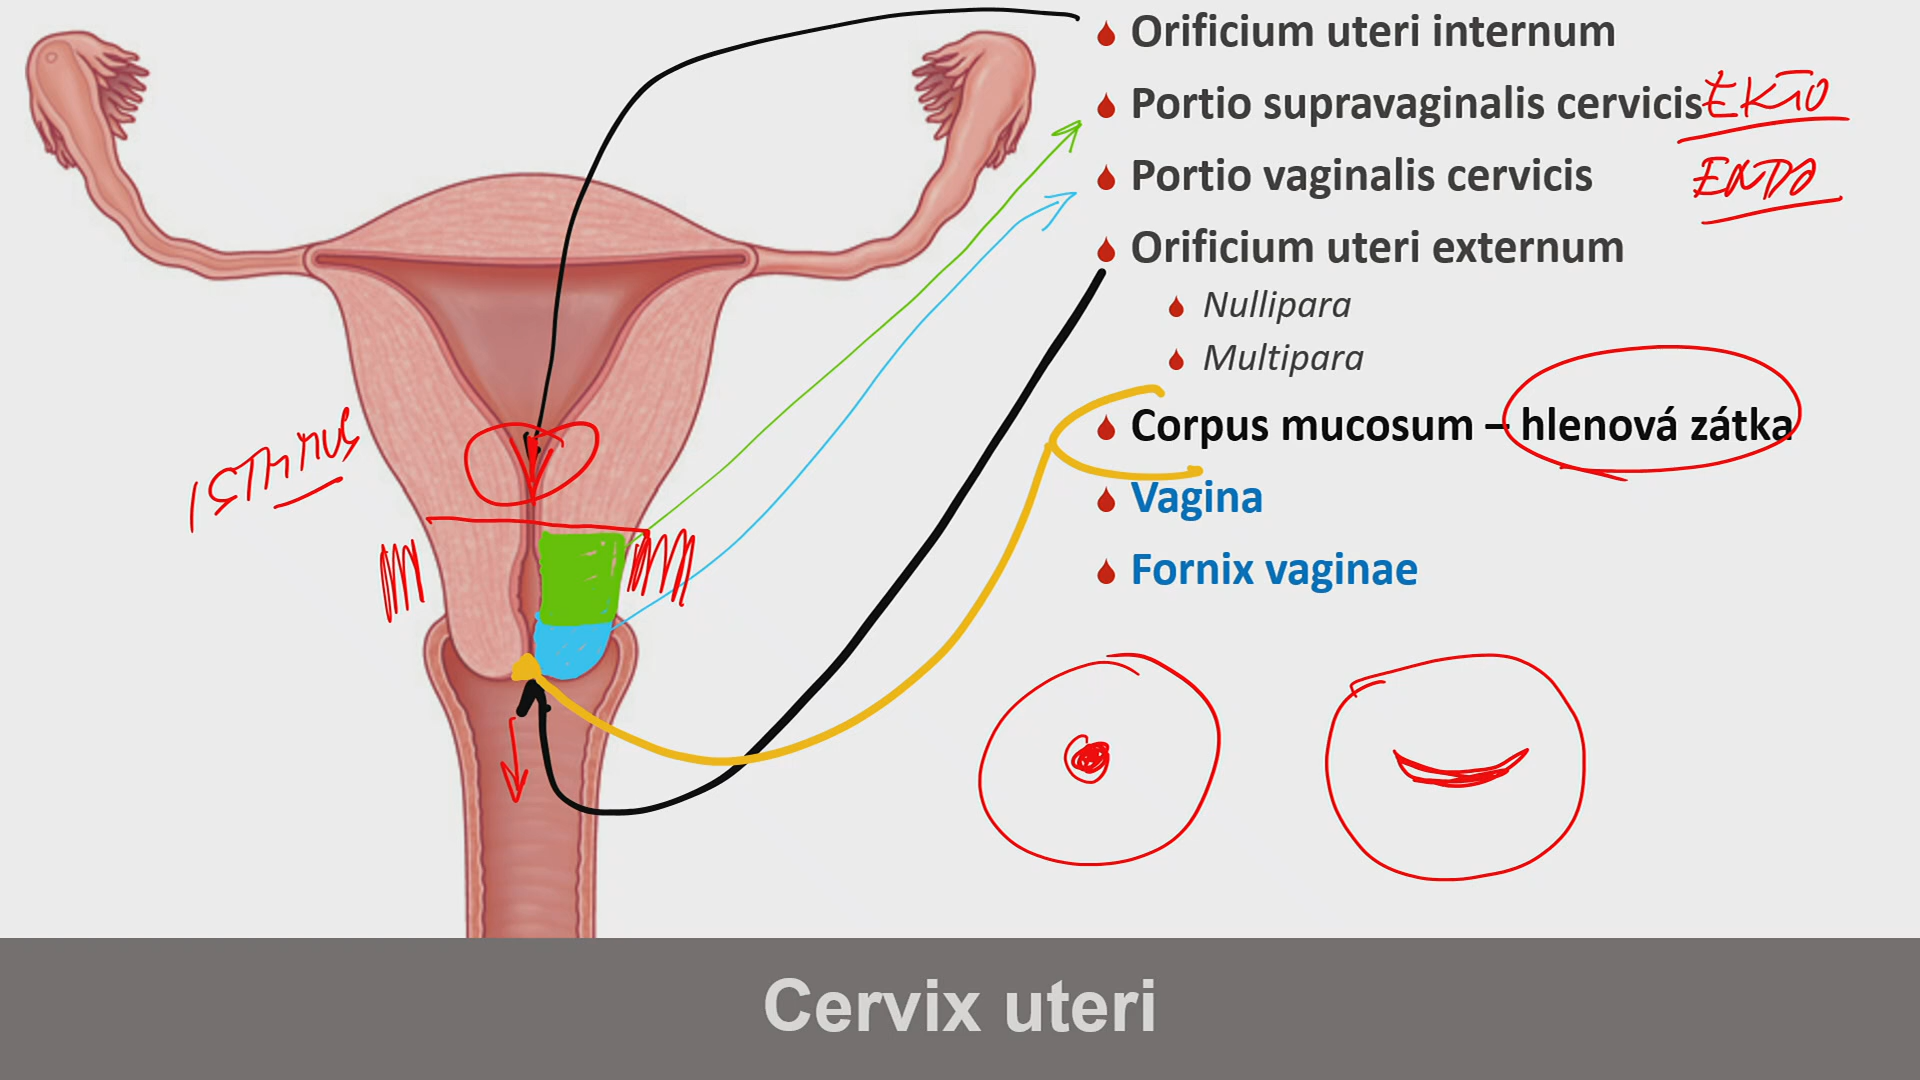 Orificium uteri internum
Portio supravaginalis cervicis EKTO
Portio vaginalis cervicis ENDO
Orificium uteri externum
Nullipara
Multipara
Corpus mucosum – hlenová zátka
Vagina
Fornix vaginae
ISTHMUS
Cervix uteri